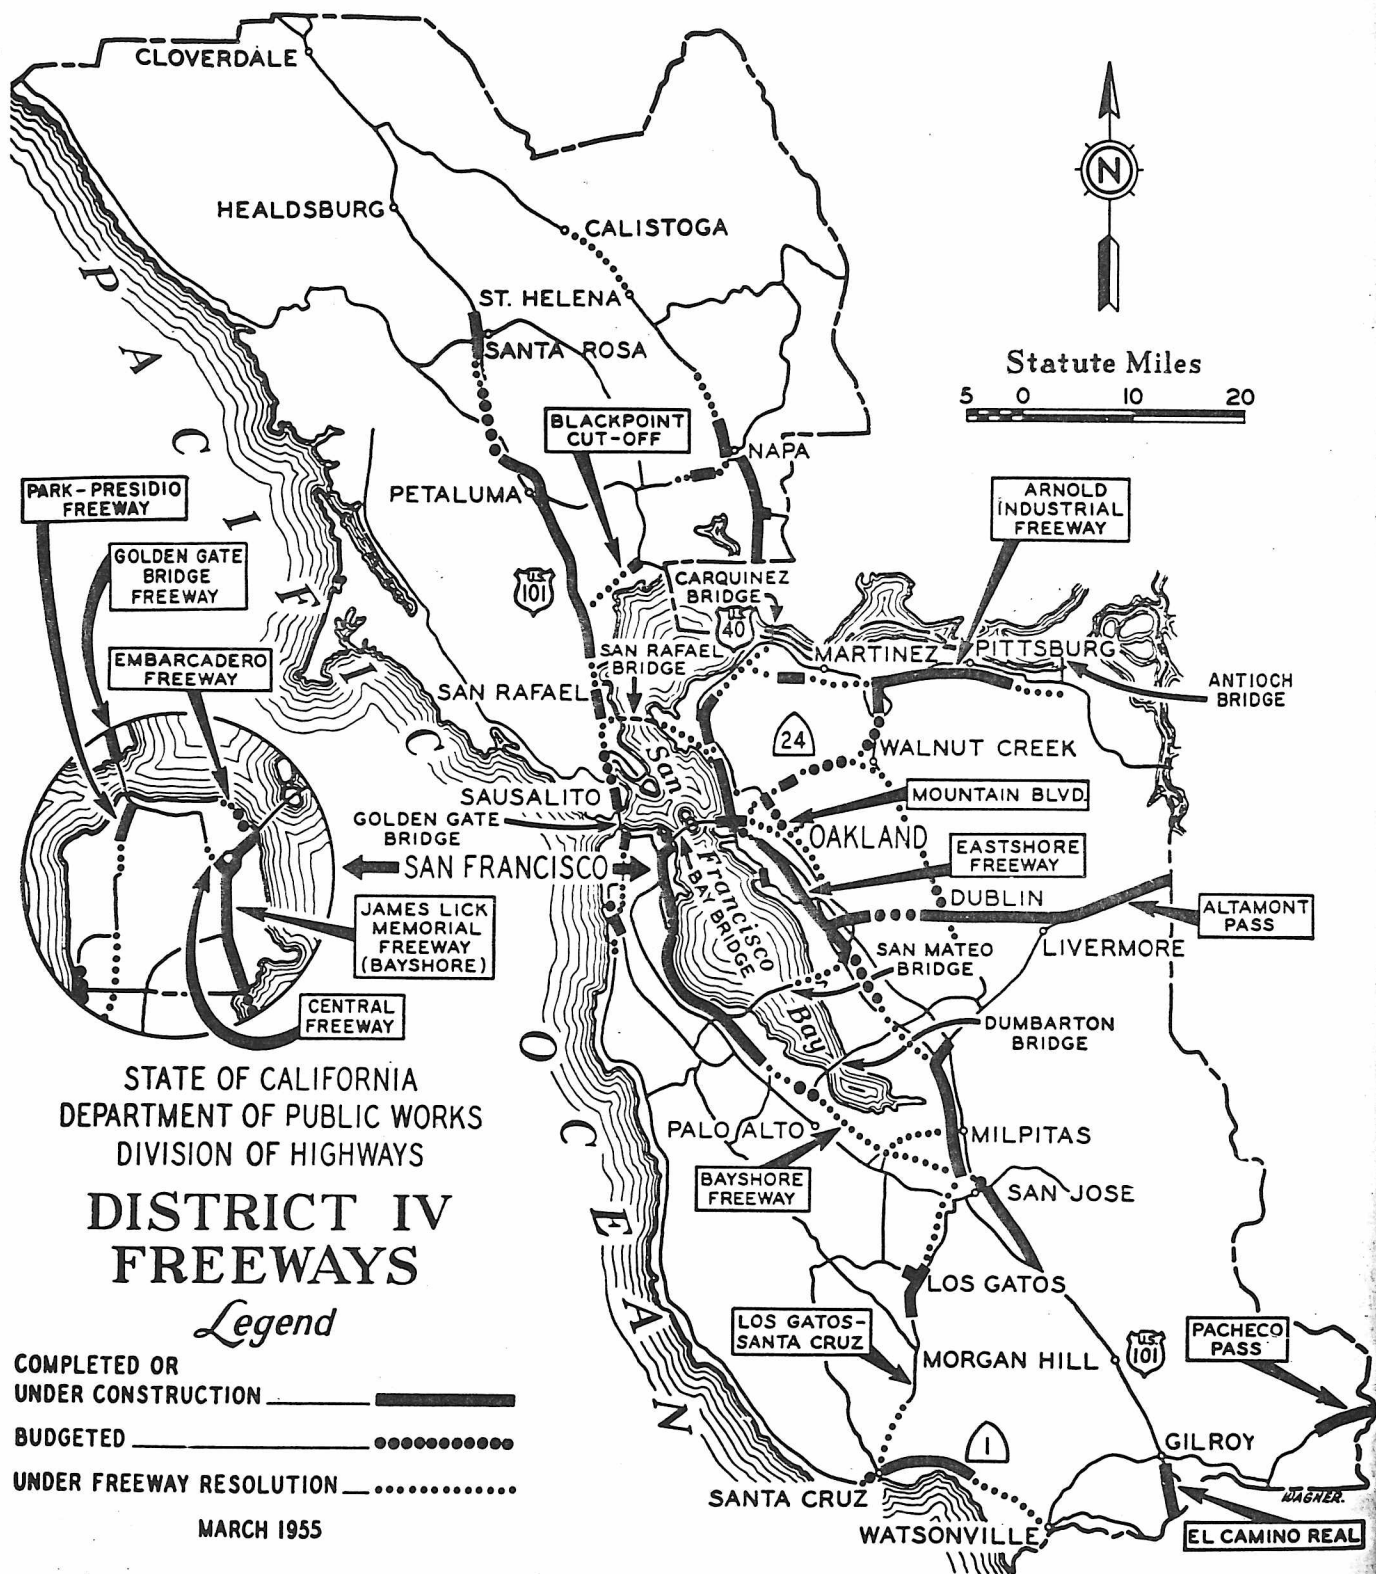 CLOVERDALE
HEALDSBURG
CALISTOGA
ST. HELENA
SANTA ROSA
N
Statute Miles
5 0 10 20
BLACKPOINT
CUT-OFF
NAPA
PETALUMA
PARK-PRESIDIO
FREEWAY
GOLDEN GATE
BRIDGE
FREEWAY
EMBARCADERO
FREEWAY
ARNOLD
INDUSTRIAL
FREEWAY
U.S.
101
CARQUINEZ
BRIDGE
U.S.
40
SAN RAFAEL
BRIDGE
MARTINEZ
PITTSBURG
ANTIOCH
BRIDGE
SAN RAFAEL
24
WALNUT CREEK
SAUSALITO
MOUNTAIN BLVD.
GOLDEN GATE
BRIDGE
OAKLAND
SAN FRANCISCO
EASTSHORE
FREEWAY
BAY BRIDGE
San Francisco Bay
DUBLIN
ALTAMONT
PASS
JAMES LICK
MEMORIAL
FREEWAY
(BAYSHORE)
LIVERMORE
SAN MATEO
BRIDGE
CENTRAL
FREEWAY
DUMBARTON
BRIDGE
PACIFIC OCEAN
PALO ALTO
MILPITAS
BAYSHORE
FREEWAY
SAN JOSE
LOS GATOS
LOS GATOS-
SANTA CRUZ
MORGAN HILL
U.S.
101
PACHECO
PASS
1
GILROY
SANTA CRUZ
WATSONVILLE
EL CAMINO REAL
WAGNER.
STATE OF CALIFORNIA
DEPARTMENT OF PUBLIC WORKS
DIVISION OF HIGHWAYS
DISTRICT IV
FREEWAYS
Legend
COMPLETED OR
UNDER CONSTRUCTION
BUDGETED
UNDER FREEWAY RESOLUTION
MARCH 1955